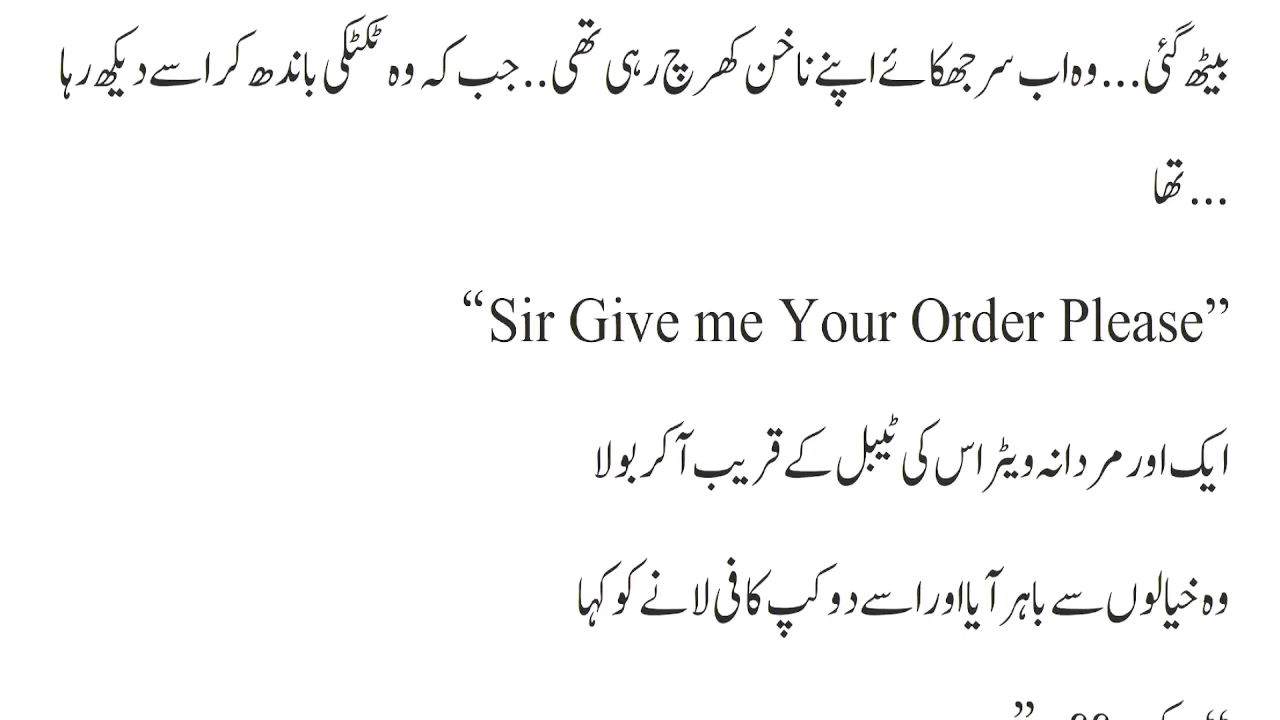 بیٹھ گئی... وہ اب سر جھکائے اپنے ناخن کھرچ رہی تھی.. جب کہ وہ ٹکٹکی باندھ کر اسے دیکھ رہا
... تھا
“Sir Give me Your Order Please”
ایک اور مردانہ ویٹر اس کی ٹیبل کے قریب آ کر بولا
وہ خیالوں سے باہر آیا اور اسے دو کپ کافی لانے کو کہا